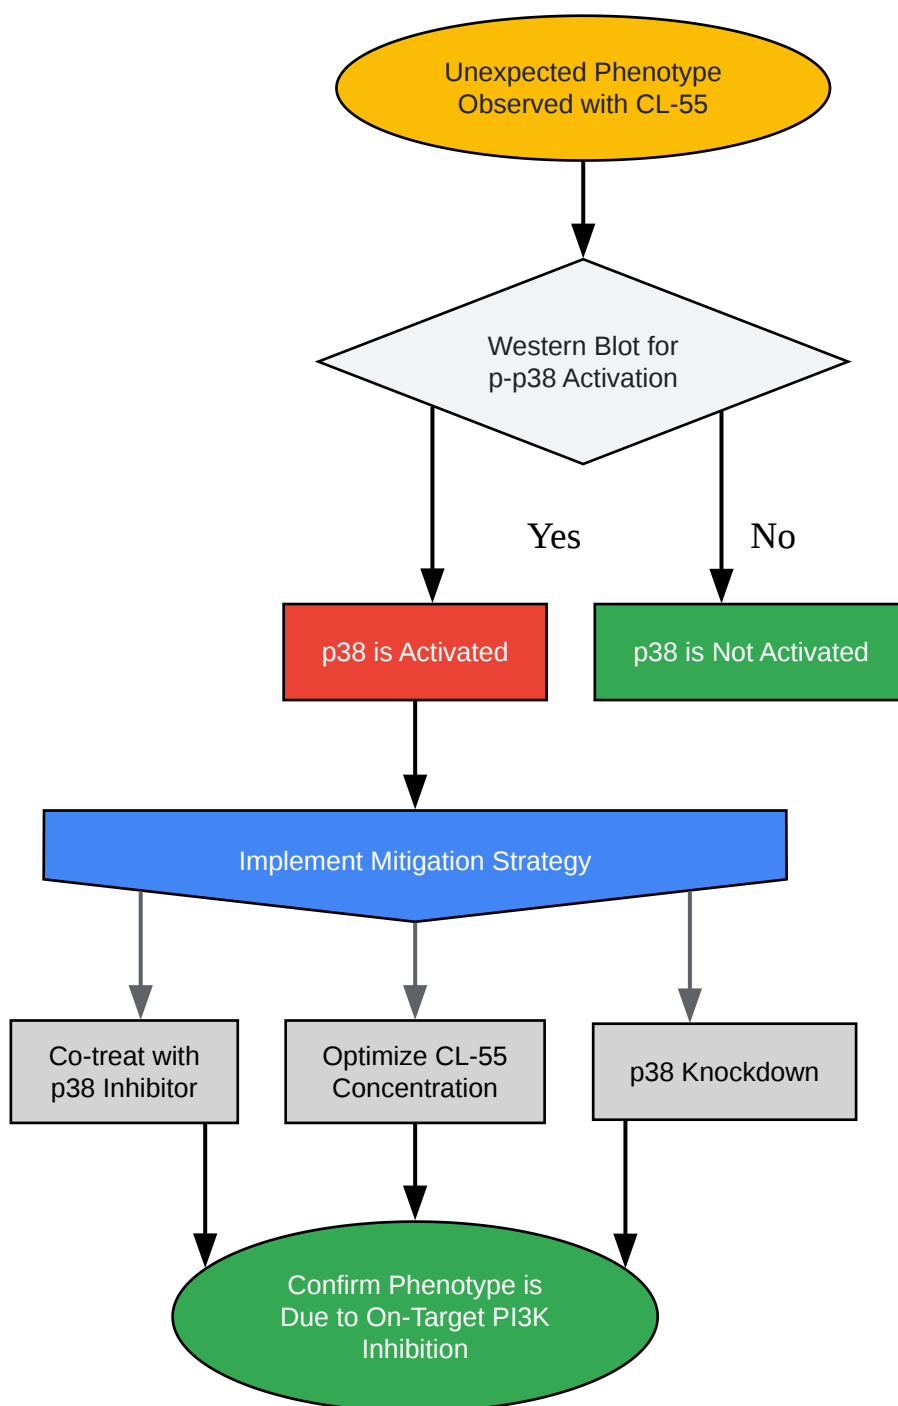 Unexpected Phenotype
Observed with CL-55
Western Blot for
p-p38 Activation
Yes
No
p38 is Activated
p38 is Not Activated
Implement Mitigation Strategy
Co-treat with
p38 Inhibitor
Optimize CL-55
Concentration
p38 Knockdown
Confirm Phenotype is
Due to On-Target PI3K
Inhibition